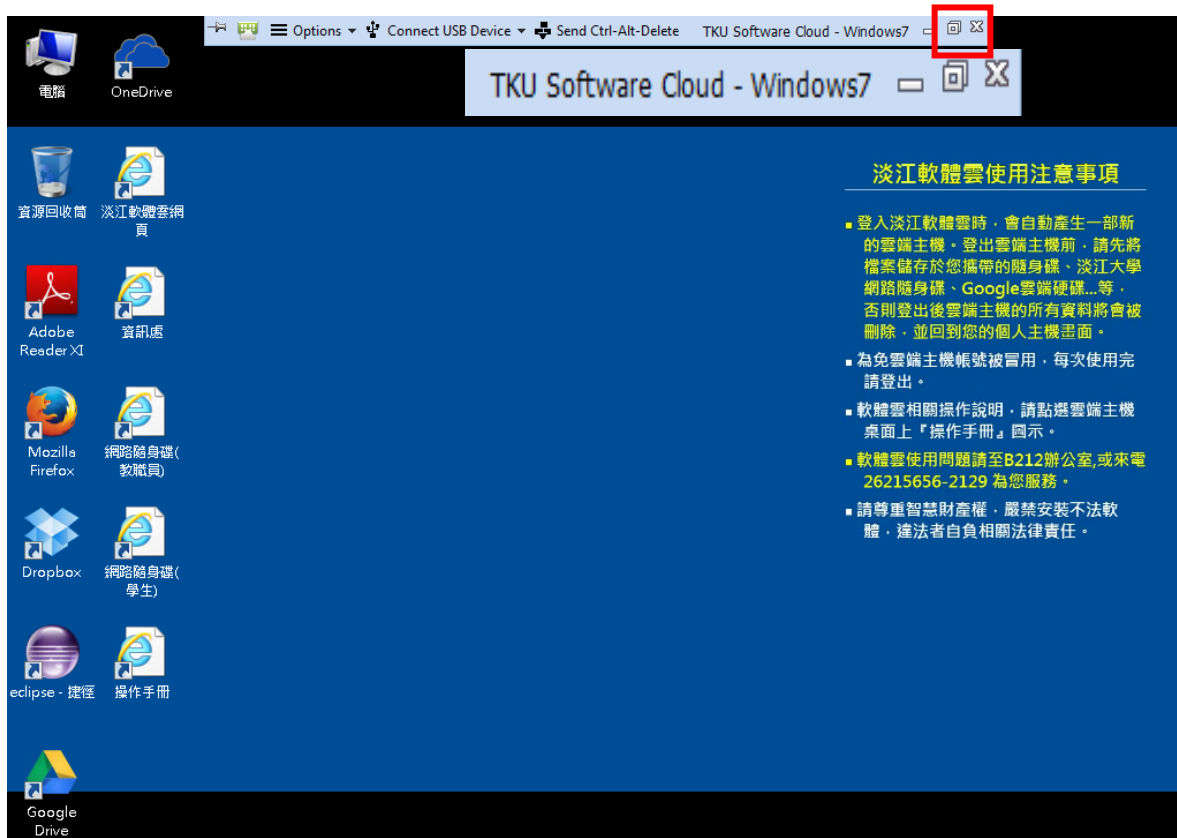 Options
Connect USB Device
Send Ctrl-Alt-Delete
TKU Software Cloud - Windows7
TKU Software Cloud - Windows7
電腦
OneDrive
資源回收筒
淡江軟體雲網
頁
Adobe
Reader XI
資訊處
Mozilla
Firefox
網路隨身碟(
教職員)
Dropbox
網路隨身碟(
學生)
eclipse - 捷徑
操作手冊
Google
Drive
淡江軟體雲使用注意事項
登入淡江軟體雲時，會自動產生一部新
的雲端主機。登出雲端主機前，請先將
檔案儲存於您攜帶的隨身碟、淡江大學
網路隨身碟、Google雲端硬碟...等，
否則登出後雲端主機的所有資料將會被
刪除，並回到您的個人主機畫面。
為免雲端主機帳號被冒用，每次使用完
請登出。
軟體雲相關操作說明，請點選雲端主機
桌面上『操作手冊』圖示。
軟體雲使用問題請至B212辦公室,或來電
26215656-2129 為您服務。
請尊重智慧財產權，嚴禁安裝不法軟
體，違法者自負相關法律責任。